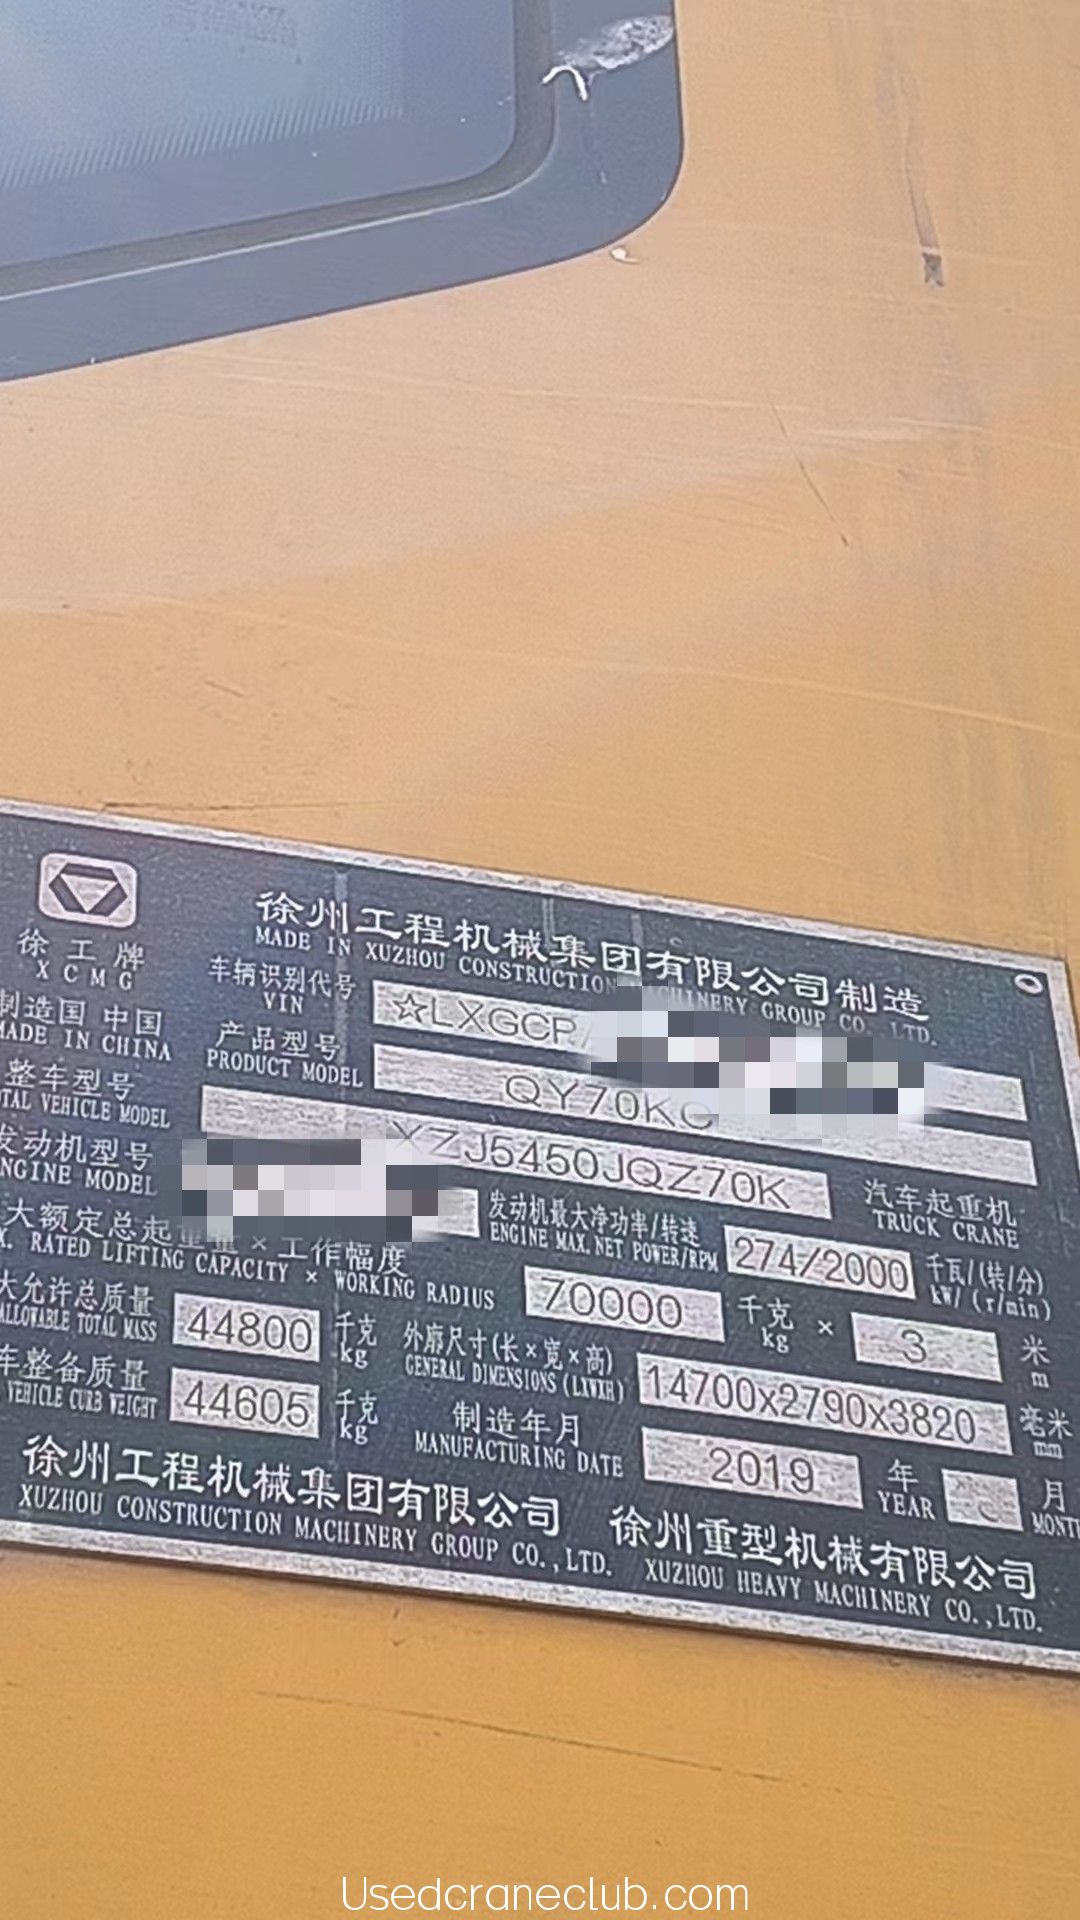 徐州工程机械集团有限公司制造
MADE IN XUZHOU CONSTRUCTION MACHINERY GROUP CO., LTD.
徐工牌
XCMG
车辆识别代号
VIN
☆LXGCP
制造国 中国
MADE IN CHINA
产品型号
PRODUCT MODEL
QY70KC
整车型号
TOTAL VEHICLE MODEL
XZJ5450JQZ70K
汽车起重机
TRUCK CRANE
发动机型号
ENGINE MODEL
发动机最大净功率/转速
ENGINE MAX.NET POWER/RPM
274/2000
千瓦/(转/分)
kW/(r/min)
大额定总起重量×工作幅度
X. RATED LIFTING CAPACITY × WORKING RADIUS
70000
千克
kg
×
3
米
m
大允许总质量
ALLOWABLE TOTAL MASS
44800
千克
kg
外廓尺寸(长×宽×高)
GENERAL DIMENSIONS(LXWXH)
14700x2790x3820
毫米
mm
车整备质量
VEHICLE CURB WEIGHT
44605
千克
kg
制造年月
MANUFACTURING DATE
2019
年
YEAR
月
MONTH
徐州工程机械集团有限公司
XUZHOU CONSTRUCTION MACHINERY GROUP CO.,LTD.
徐州重型机械有限公司
XUZHOU HEAVY MACHINERY CO.,LTD.
Usedcraneclub.com